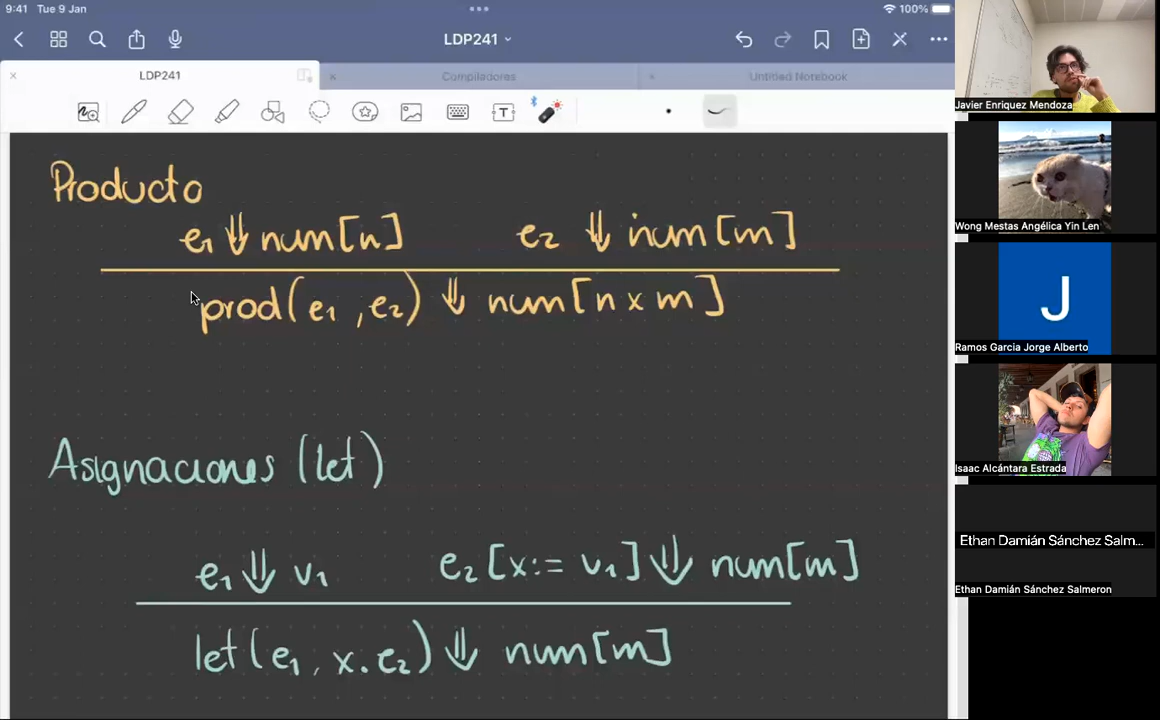 9:41 Tue 9 Jan
100%
LDP241
LDP241
Compiladores
Untitled Notebook
T
Producto
e₁ ⇓ num[n] e₂ ⇓ num[m]
prod(e₁, e₂) ⇓ num[n x m]
Asignaciones (let)
e₁ ⇓ v₁ e₂[x:= v₁] ⇓ num[m]
let(e₁, x.e₂) ⇓ num[m]
Javier Enriquez Mendoza
Wong Mestas Angélica Yin Len
J
Ramos Garcia Jorge Alberto
Isaac Alcántara Estrada
Ethan Damián Sánchez Salm...
Ethan Damián Sánchez Salmeron